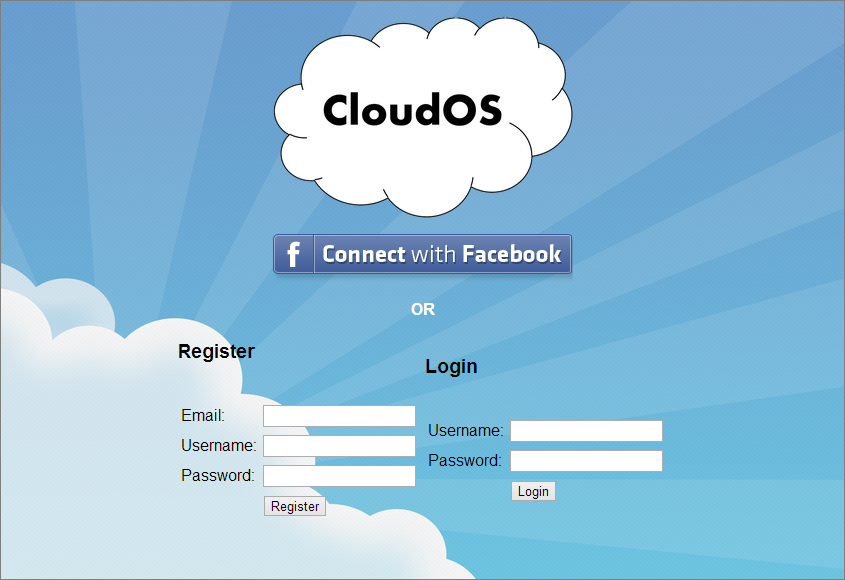 CloudOS
f Connect with Facebook
OR
Register
Email:
Username:
Password:
Register
Login
Username:
Password:
Login